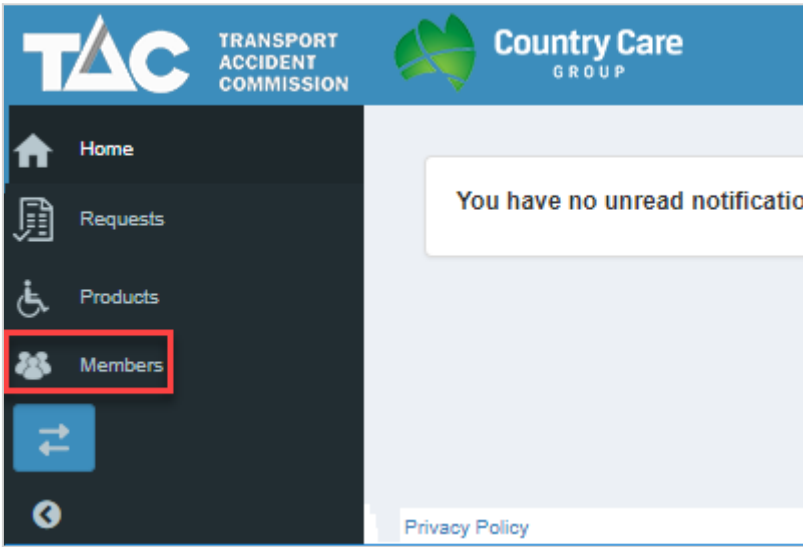 TAC
TRANSPORT
ACCIDENT
COMMISSION
Country Care
GROUP
Home
Requests
Products
Members
You have no unread notificatio
Privacy Policy